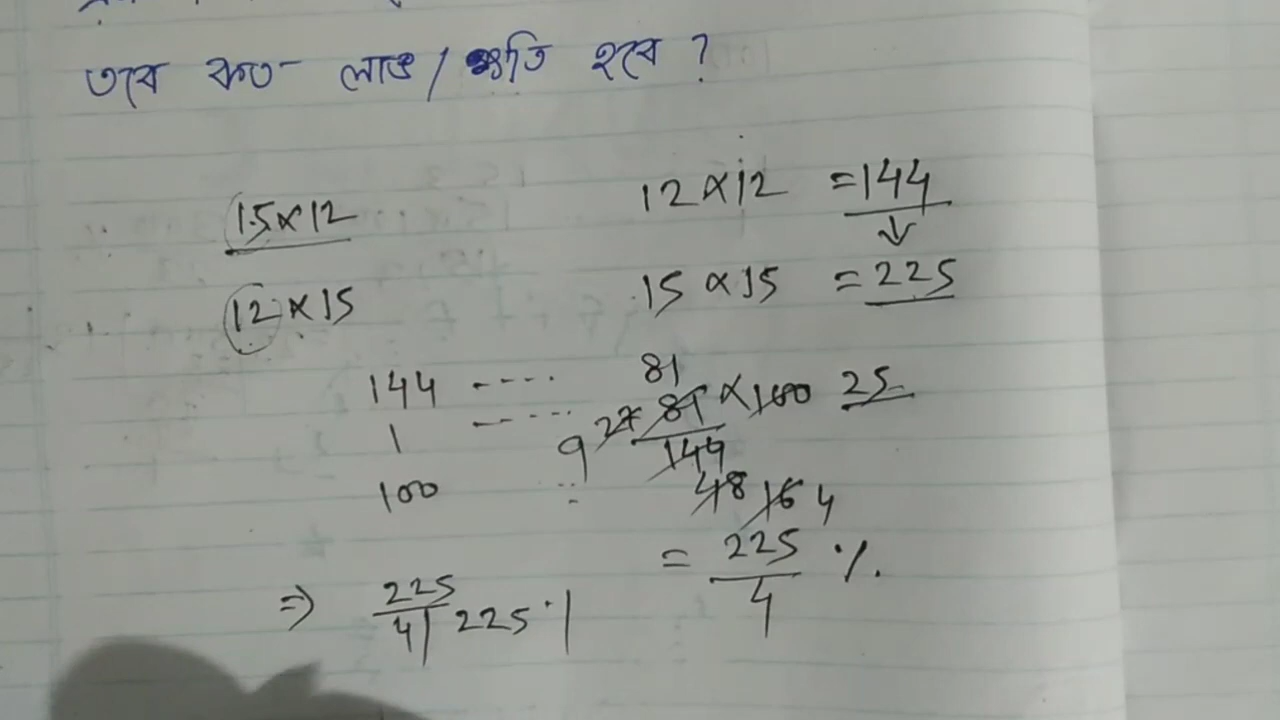 তবে কত লাভ / ক্ষতি হবে ?
15×12 12×12 =144
↓
12×15 15×15 =225
144 ---- 81
1 ---- 9 27 81 ×100 25
144
100 48 16 4
= 225 %
4
⇒ 225
4) 225 (